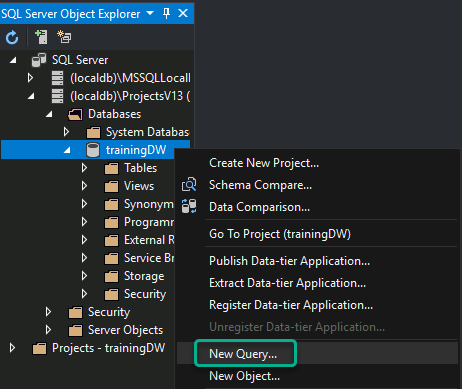 SQL Server Object Explorer
SQL Server
(localdb)\MSSQLLocall
(localdb)\ProjectsV13 (
Databases
System Database
trainingDW
Tables
Views
Synonym
Programm
External R
Service Br
Storage
Security
Security
Server Objects
Projects - trainingDW
Create New Project...
Schema Compare...
Data Comparison...
Go To Project (trainingDW)
Publish Data-tier Application...
Extract Data-tier Application...
Register Data-tier Application...
Unregister Data-tier Application...
New Query...
New Object...